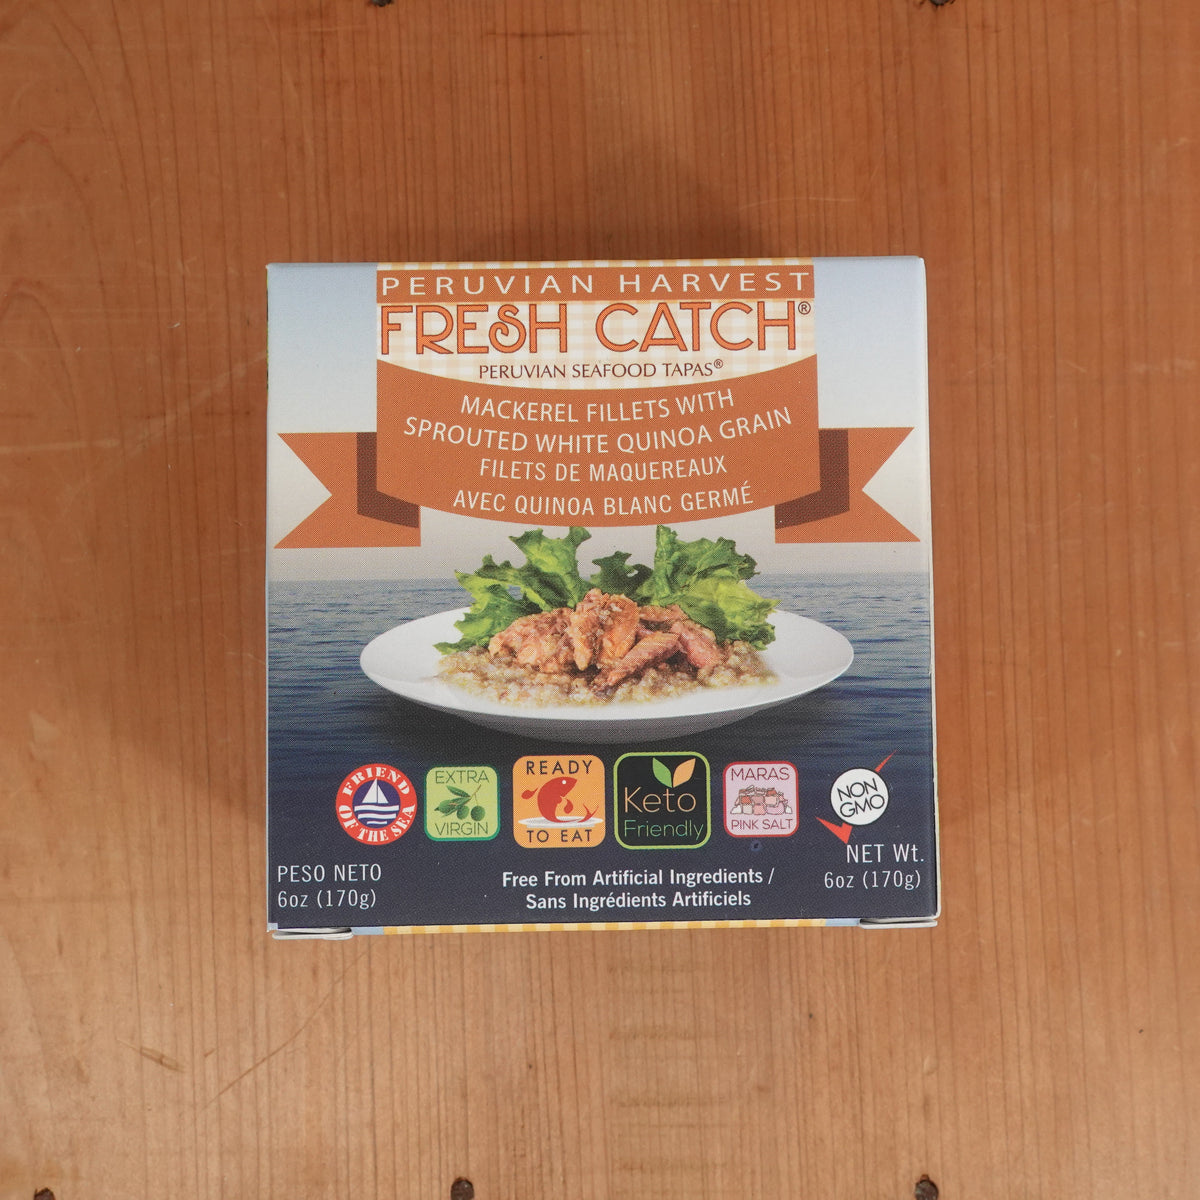 PERUVIAN HARVEST
FRESH CATCH®
PERUVIAN SEAFOOD TAPAS®
MACKEREL FILLETS WITH
SPROUTED WHITE QUINOA GRAIN
FILETS DE MAQUEREAUX
AVEC QUINOA BLANC GERMÉ
FRIEND
OF THE SEA
EXTRA
VIRGIN
READY
TO EAT
Keto
Friendly
MARAS
PINK SALT
NON
GMO
PESO NETO
6oz (170g)
Free From Artificial Ingredients /
Sans Ingrédients Artificiels
NET Wt.
6oz (170g)